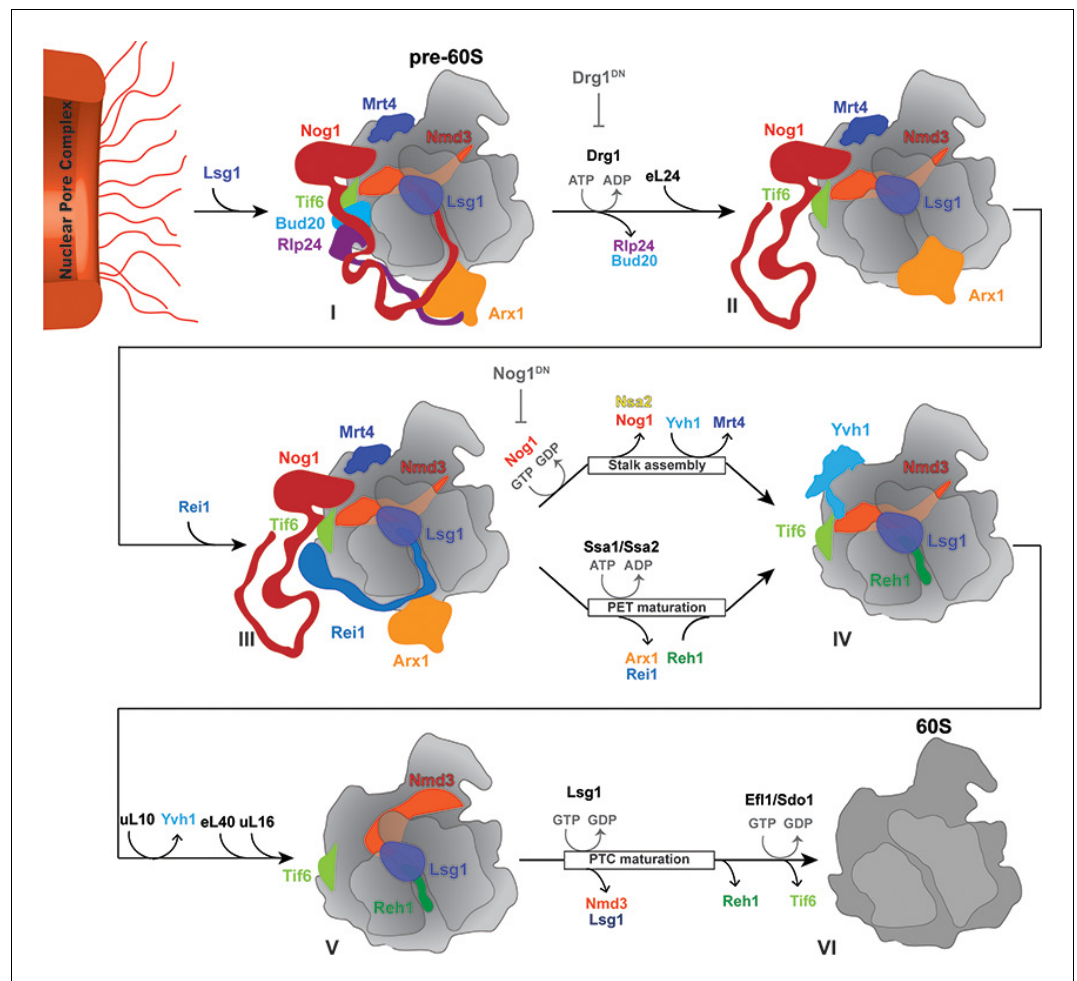 pre-60S
Nuclear Pore Complex
Lsg1
Mrt4
Nog1
Nmd3
Tif6
Lsg1
Bud20
Rlp24
Arx1
I
Drg1DN
Drg1
ATP ADP
eL24
Rlp24
Bud20
Mrt4
Nog1
Nmd3
Tif6
Lsg1
Arx1
II
Rei1
Mrt4
Nog1
Nmd3
Tif6
Lsg1
Rei1
Arx1
III
Nog1DN
Nog1
GTP GDP
Nsa2
Nog1 Yvh1 Mrt4
Stalk assembly
Ssa1/Ssa2
ATP ADP
PET maturation
Arx1 Reh1
Rei1
Yvh1
Nmd3
Tif6
Lsg1
Reh1
IV
uL10 Yvh1 eL40 uL16
Nmd3
Tif6
Lsg1
Reh1
V
Lsg1
GTP GDP
PTC maturation
Nmd3
Lsg1
Reh1
Efl1/Sdo1
GTP GDP
Tif6
60S
VI